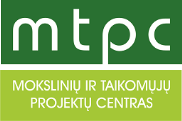 mtpc
MOKSLINIŲ IR TAIKOMŲJŲ
PROJEKTŲ CENTRAS